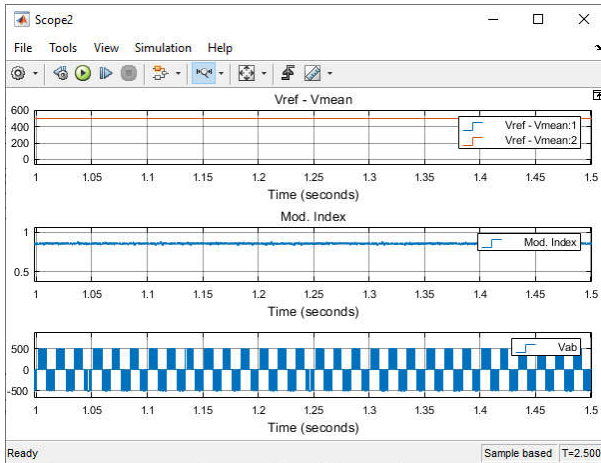 Scope2
File Tools View Simulation Help
Vref - Vmean
600
400
200
0
Vref - Vmean:1
Vref - Vmean:2
1 1.05 1.1 1.15 1.2 1.25 1.3 1.35 1.4 1.45 1.5
Time (seconds)
Mod. Index
1
0.5
Mod. Index
1 1.05 1.1 1.15 1.2 1.25 1.3 1.35 1.4 1.45 1.5
Time (seconds)
500
0
-500
Vab
1 1.05 1.1 1.15 1.2 1.25 1.3 1.35 1.4 1.45 1.5
Time (seconds)
Ready Sample based T=2.500